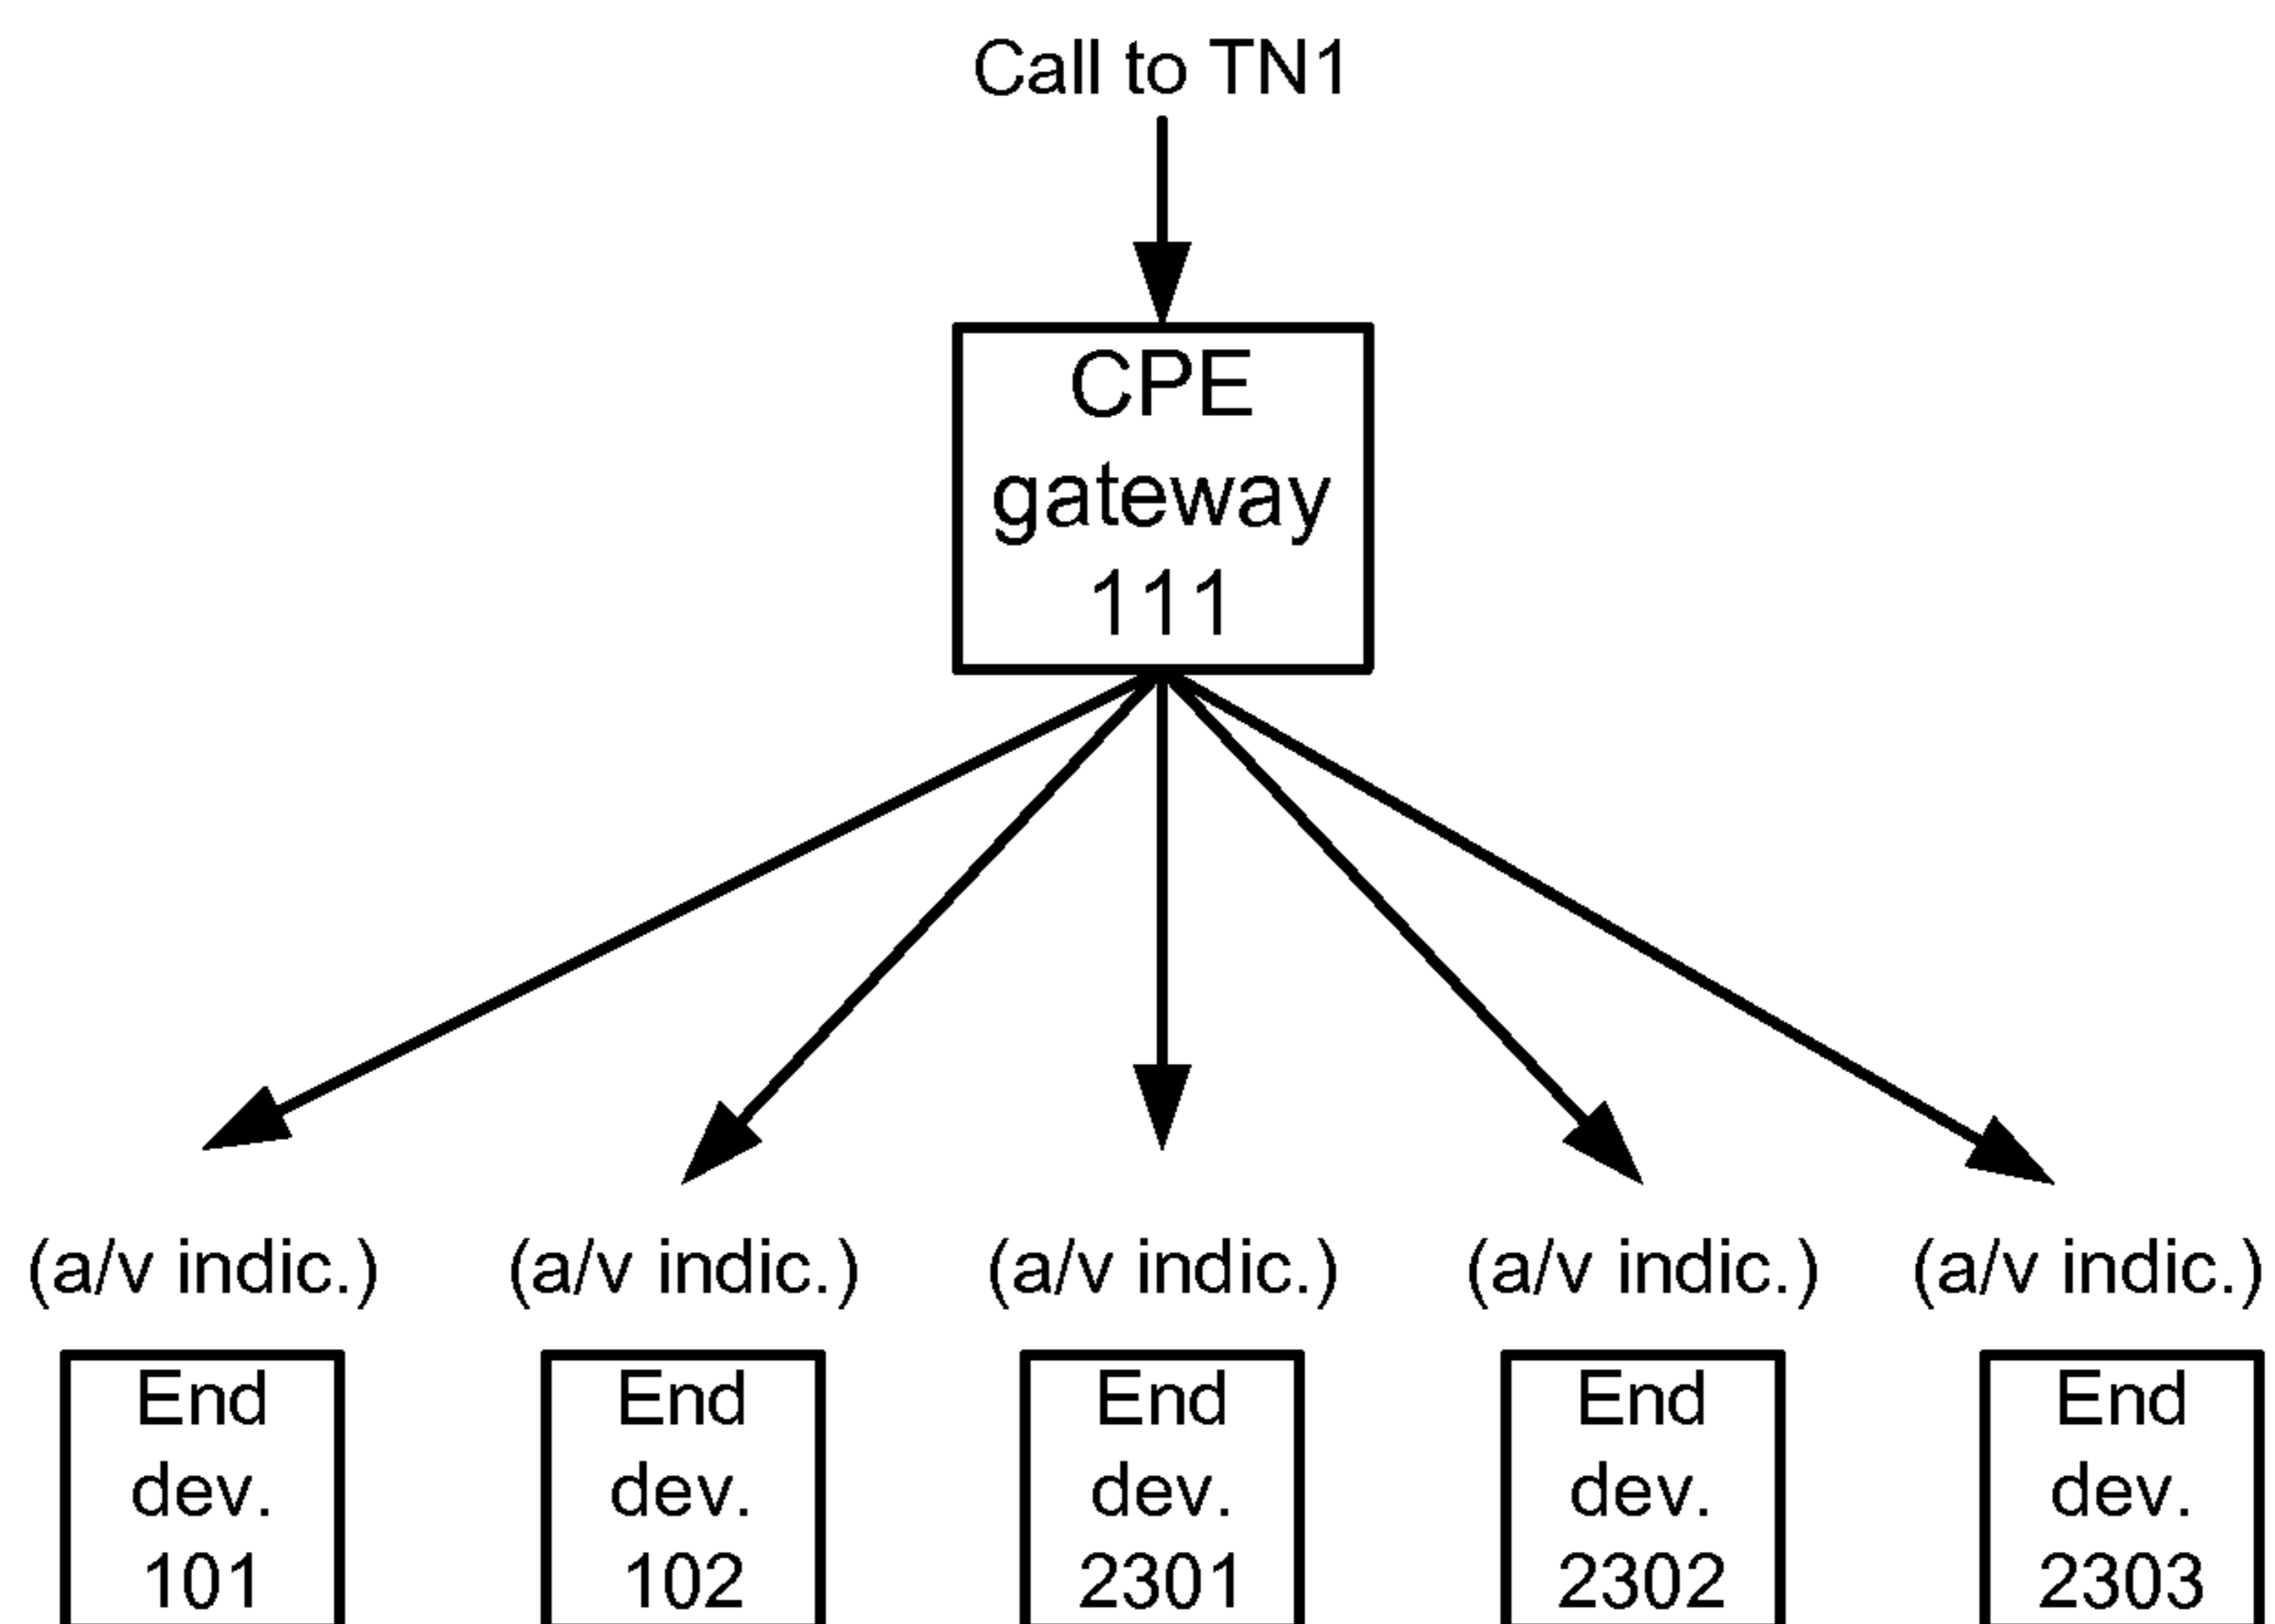 Call to TN1
CPE
gateway
111
(a/v indic.) (a/v indic.) (a/v indic.) (a/v indic.) (a/v indic.)
End
dev.
101
End
dev.
102
End
dev.
2301
End
dev.
2302
End
dev.
2303